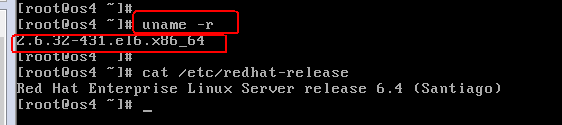 [root@os4 ~]#
[root@os4 ~]# uname -r
2.6.32-431.el6.x86_64
[root@os4 ~]#
[root@os4 ~]# cat /etc/redhat-release
Red Hat Enterprise Linux Server release 6.4 (Santiago)
[root@os4 ~]# _